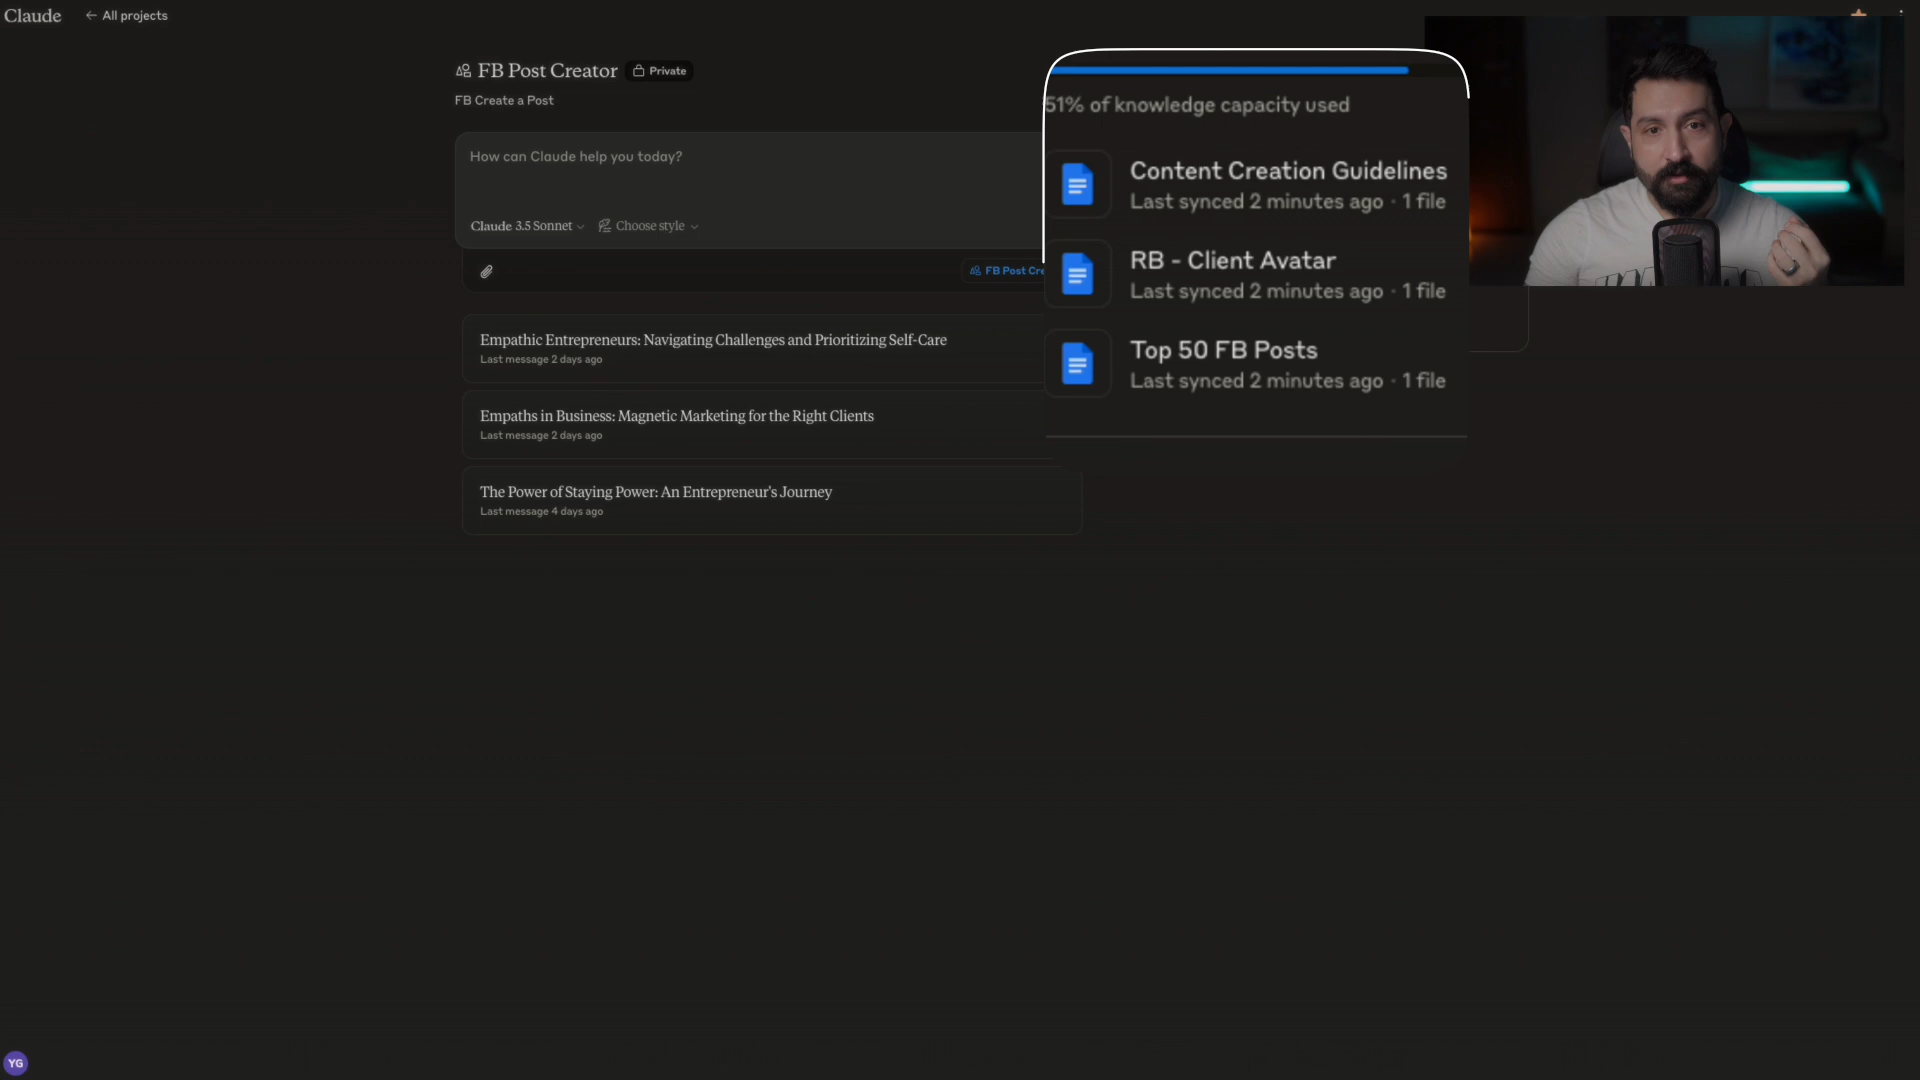 Claude
All projects
FB Post Creator
Private
FB Create a Post
How can Claude help you today?
Claude 3.5 Sonnet
Choose style
FB Post Cre
Empathic Entrepreneurs: Navigating Challenges and Prioritizing Self-Care
Last message 2 days ago
Empaths in Business: Magnetic Marketing for the Right Clients
Last message 2 days ago
The Power of Staying Power: An Entrepreneur's Journey
Last message 4 days ago
51% of knowledge capacity used
Content Creation Guidelines
Last synced 2 minutes ago · 1 file
RB - Client Avatar
Last synced 2 minutes ago · 1 file
Top 50 FB Posts
Last synced 2 minutes ago · 1 file
YG